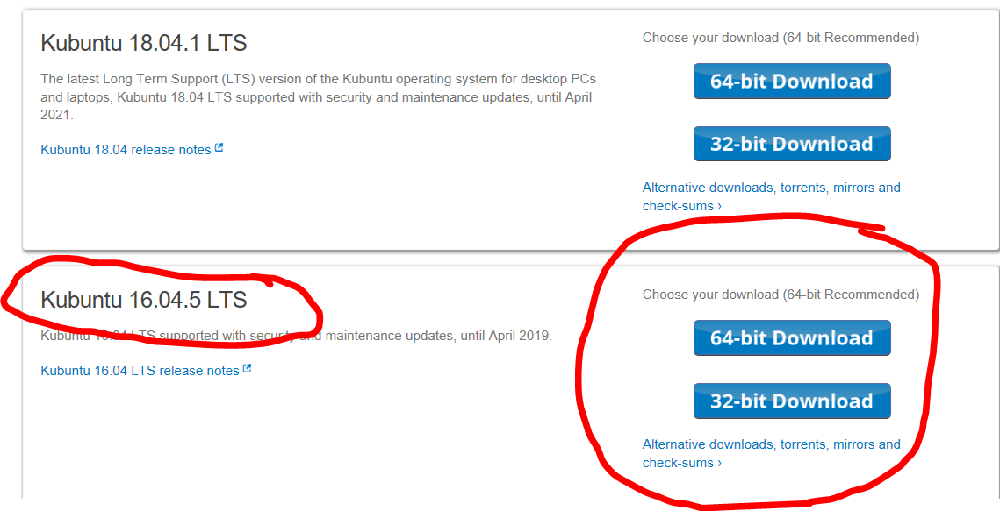 Kubuntu 18.04.1 LTS
The latest Long Term Support (LTS) version of the Kubuntu operating system for desktop PCs
and laptops, Kubuntu 18.04 LTS supported with security and maintenance updates, until April
2021.
Kubuntu 18.04 release notes
Choose your download (64-bit Recommended)
64-bit Download
32-bit Download
Alternative downloads, torrents, mirrors and
check-sums ›
Kubuntu 16.04.5 LTS
Kubuntu 16.04 LTS supported with security and maintenance updates, until April 2019.
Kubuntu 16.04 LTS release notes
Choose your download (64-bit Recommended)
64-bit Download
32-bit Download
Alternative downloads, torrents, mirrors and
check-sums ›